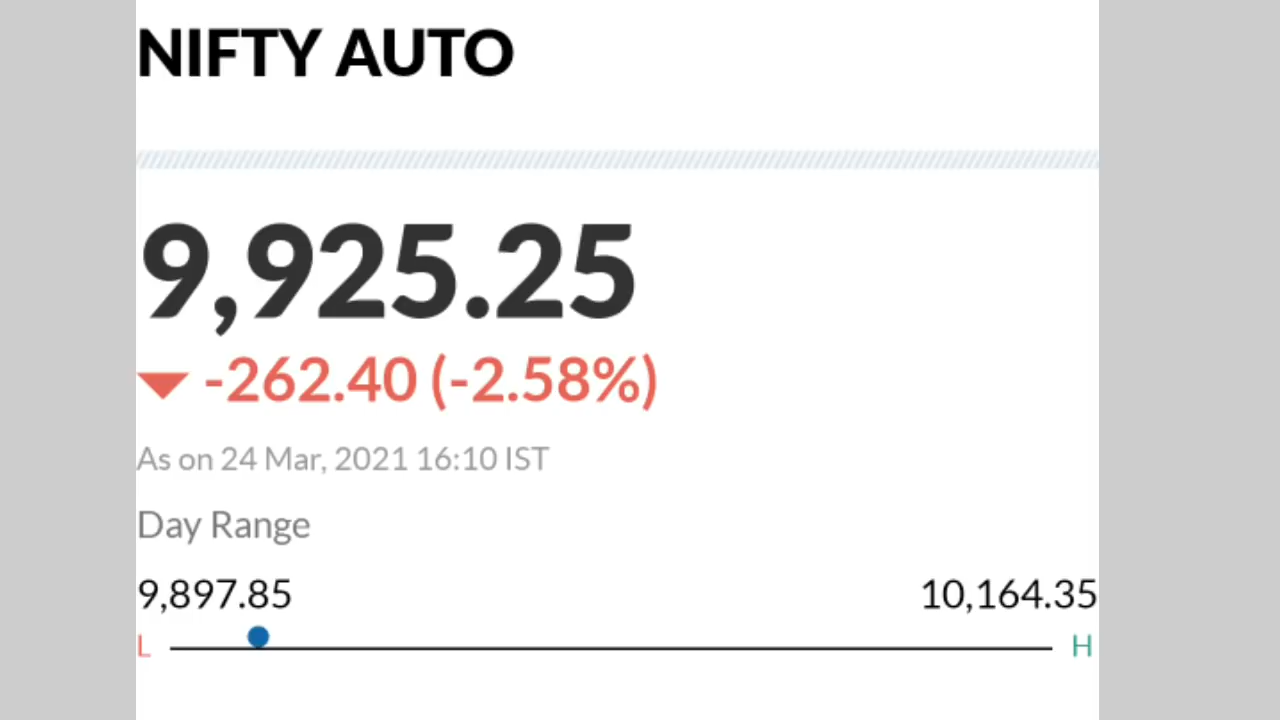 NIFTY AUTO
9,925.25
-262.40 (-2.58%)
As on 24 Mar, 2021 16:10 IST
Day Range
9,897.85 10,164.35
L H